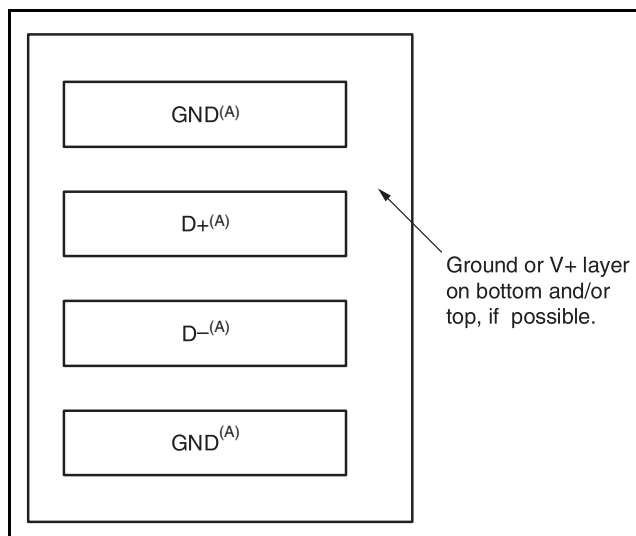 GND(A)
D+(A)
D–(A)
GND(A)
Ground or V+ layer
on bottom and/or
top, if possible.